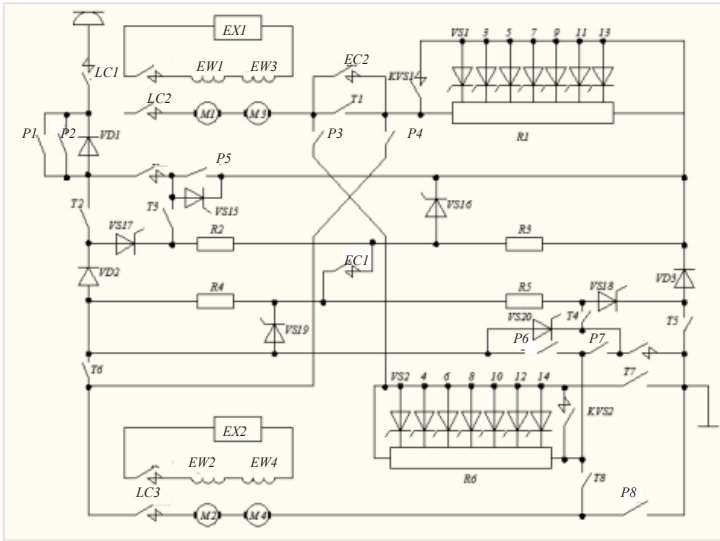 EX1
VS1 3 5 7 9 11 13
EC2
LC1
EW1 EW3
KVS1
LC2
T1
M1 M3
P1 P2
P3 P4
R1
VD1
P5
T2
T3
VS15
VS16
VS17
R2
R3
EC1
VD2
VD3
R4
R5
VS18
VS20
T4
T5
VS19
P6 P7
T6
T7
VS2 4 6 8 10 12 14
KVS2
EX2
EW2 EW4
R6
T8
LC3
P8
M2 M4